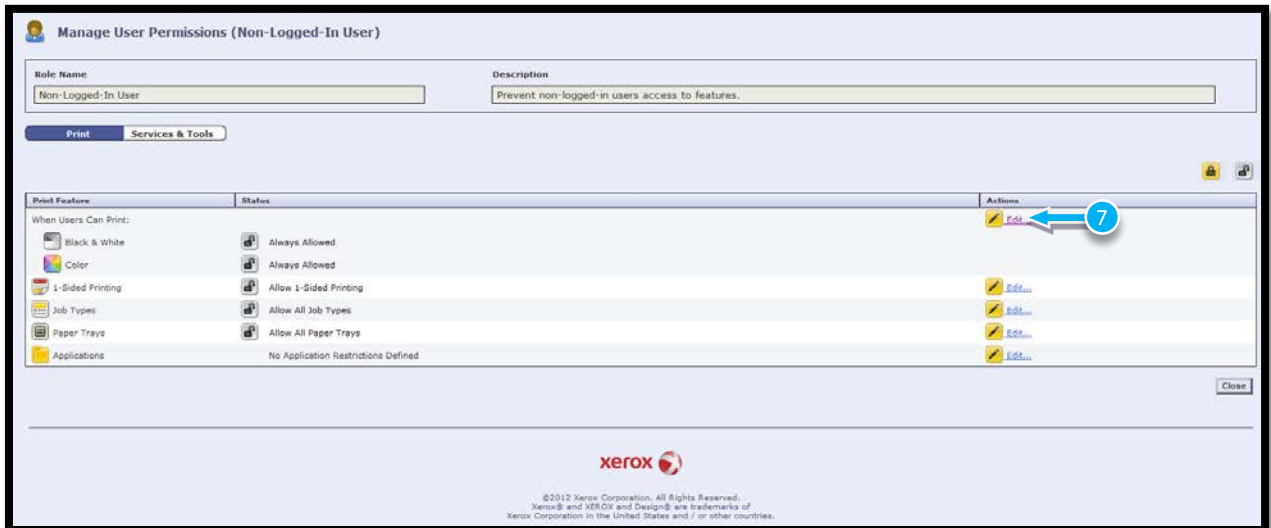 Manage User Permissions (Non-Logged-In User)
Role Name Description
Non-Logged-In User Prevent non-logged-in users access to features.
Print Services & Tools
Print Feature Status Actions
When Users Can Print: Edit... 7
Black & White Always Allowed
Color Always Allowed
1-Sided Printing Allow 1-Sided Printing Edit...
Job Types Allow All Job Types Edit...
Paper Trays Allow All Paper Trays Edit...
Applications No Application Restrictions Defined Edit...
Close
xerox
©2012 Xerox Corporation. All Rights Reserved.
Xerox® and XEROX and Design® are trademarks of
Xerox Corporation in the United States and / or other countries.